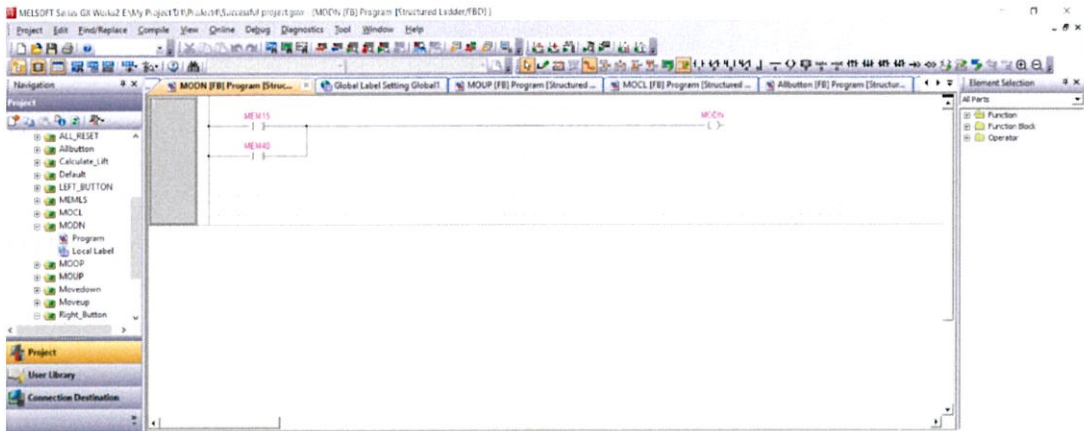 MELSOFT Series GX Works2 E:\My Project\ [MODN [FB] Program [Structured Ladder/FBD] ]
Project Edit Find/Replace Compile View Online Debug Diagnostics Tool Window Help
Navigation
MODN [FB] Program [Struc...
Global Label Setting Global1
MOUP [FB] Program [Structured ...
MOCL [FB] Program [Structured ...
Allbutton [FB] Program [Structur...
Element Selection
Project
All Parts
ALL_RESET
Allbutton
Calculate_Lift
Default
LEFT_BUTTON
MEMLS
MOCL
MODN
Program
Local Label
MOOP
MOUP
Movedown
Moveup
Right_Button
Project
User Library
Connection Destination
MEM15
MODN
MEM40
Function
Function Block
Operator